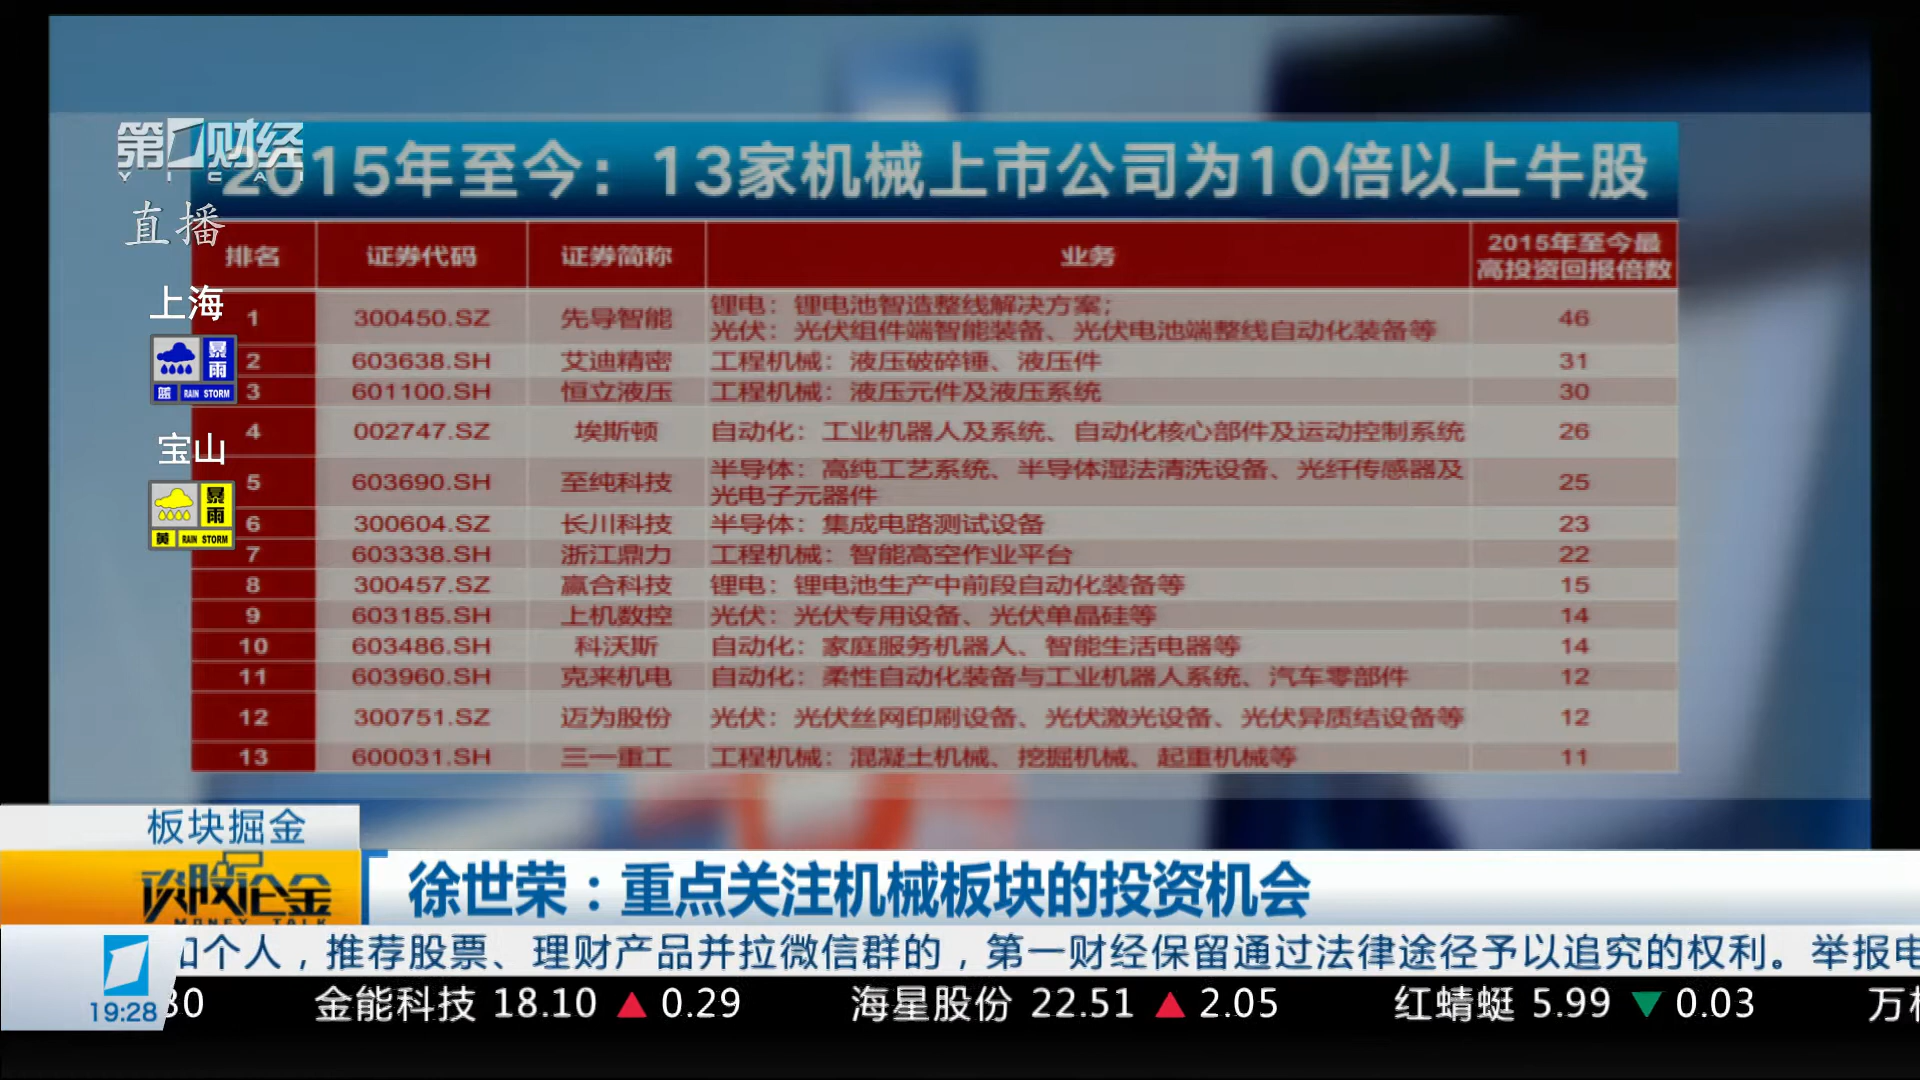 第一财经
YICAI
直播
2015年至今：13家机械上市公司为10倍以上牛股
排名 证券代码 证券简称 业务 2015年至今最高投资回报倍数
1 300450.SZ 先导智能 锂电：锂电池智造整线解决方案；光伏：光伏组件端智能装备、光伏电池端整线自动化装备等 46
2 603638.SH 艾迪精密 工程机械：液压破碎锤、液压件 31
3 601100.SH 恒立液压 工程机械：液压元件及液压系统 30
4 002747.SZ 埃斯顿 自动化：工业机器人及系统、自动化核心部件及运动控制系统 26
5 603690.SH 至纯科技 半导体：高纯工艺系统、半导体湿法清洗设备、光纤传感器及光电子元器件 25
6 300604.SZ 长川科技 半导体：集成电路测试设备 23
7 603338.SH 浙江鼎力 工程机械：智能高空作业平台 22
8 300457.SZ 赢合科技 锂电：锂电池生产中前段自动化装备等 15
9 603185.SH 上机数控 光伏：光伏专用设备、光伏单晶硅等 14
10 603486.SH 科沃斯 自动化：家庭服务机器人、智能生活电器等 14
11 603960.SH 克来机电 自动化：柔性自动化装备与工业机器人系统、汽车零部件 12
12 300751.SZ 迈为股份 光伏：光伏丝网印刷设备、光伏激光设备、光伏异质结设备等 12
13 600031.SH 三一重工 工程机械：混凝土机械、挖掘机械、起重机械等 11
上海
暴雨
蓝 RAIN STORM
宝山
暴雨
黄 RAIN STORM
板块掘金
谈股论金
MONEY TALK
徐世荣：重点关注机械板块的投资机会
个人，推荐股票、理财产品并拉微信群的，第一财经保留通过法律途径予以追究的权利。举报电
19:28
30 金能科技 18.10 ▲ 0.29 海星股份 22.51 ▲ 2.05 红蜻蜓 5.99 ▼ 0.03 万